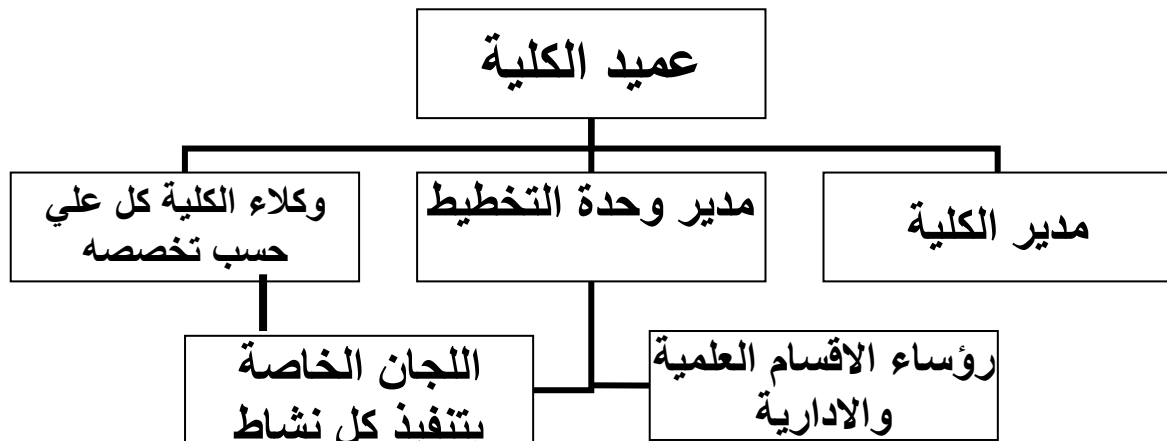 عميد الكلية
مدير الكلية
مدير وحدة التخطيط
وكلاء الكلية كل علي
حسب تخصصه
رؤساء الاقسام العلمية
والادارية
اللجان الخاصة
بتنفيذ كل نشاط